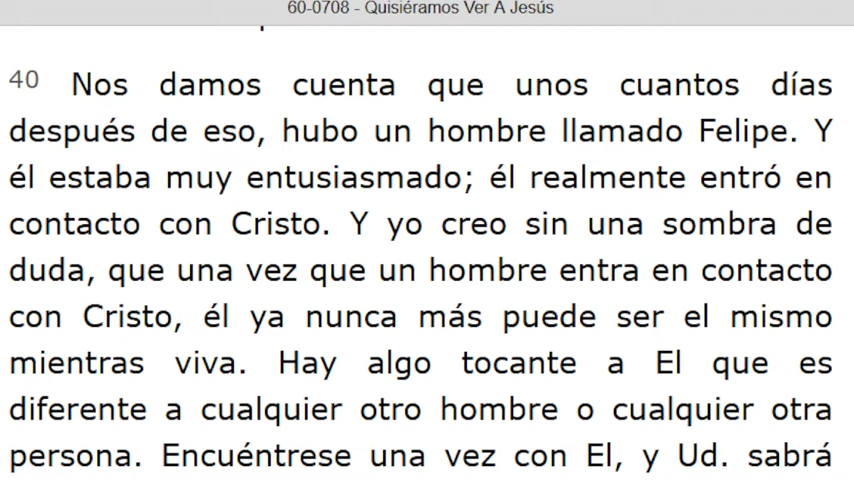 60-0708 - Quisiéramos Ver A Jesús
40 Nos damos cuenta que unos cuantos días
después de eso, hubo un hombre llamado Felipe. Y
él estaba muy entusiasmado; él realmente entró en
contacto con Cristo. Y yo creo sin una sombra de
duda, que una vez que un hombre entra en contacto
con Cristo, él ya nunca más puede ser el mismo
mientras viva. Hay algo tocante a El que es
diferente a cualquier otro hombre o cualquier otra
persona. Encuéntrese una vez con El, y Ud. sabrá